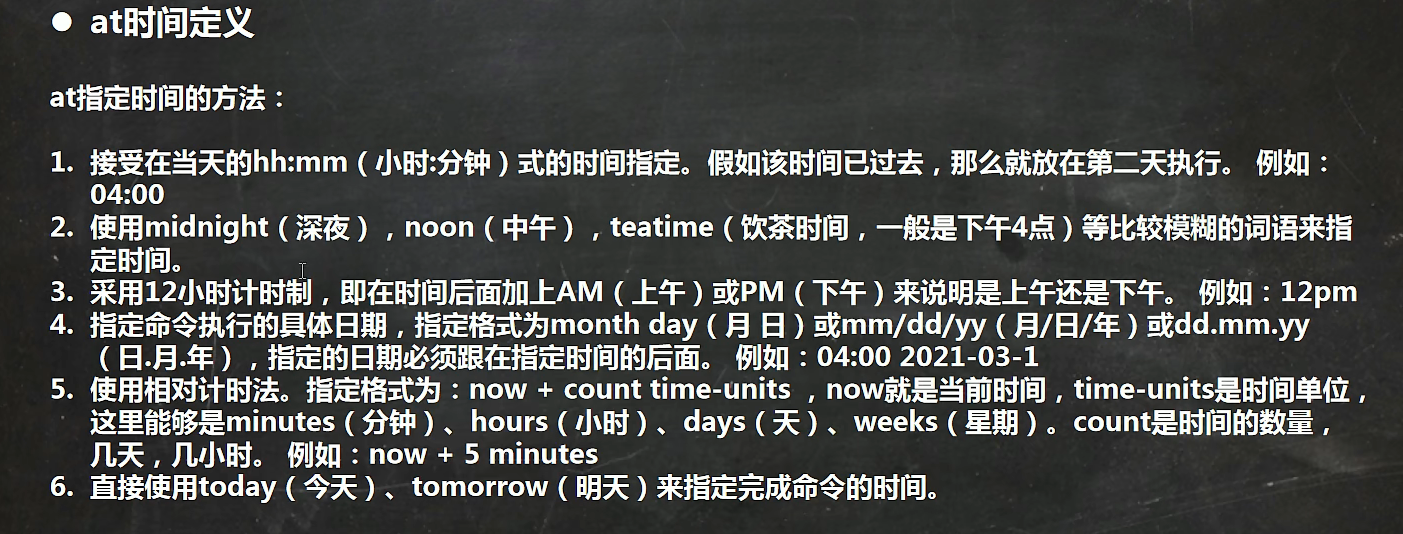 ● at时间定义
at指定时间的方法：
1. 接受在当天的hh:mm（小时:分钟）式的时间指定。假如该时间已过去，那么就放在第二天执行。 例如：
04:00
2. 使用midnight（深夜），noon（中午），teatime（饮茶时间，一般是下午4点）等比较模糊的词语来指
定时间。
3. 采用12小时计时制，即在时间后面加上AM（上午）或PM（下午）来说明是上午还是下午。 例如：12pm
4. 指定命令执行的具体日期，指定格式为month day（月 日）或mm/dd/yy（月/日/年）或dd.mm.yy
（日.月.年），指定的日期必须跟在指定时间的后面。 例如：04:00 2021-03-1
5. 使用相对计时法。指定格式为：now + count time-units ，now就是当前时间，time-units是时间单位，
这里能够是minutes（分钟）、hours（小时）、days（天）、weeks（星期）。count是时间的数量，
几天，几小时。 例如：now + 5 minutes
6. 直接使用today（今天）、tomorrow（明天）来指定完成命令的时间。